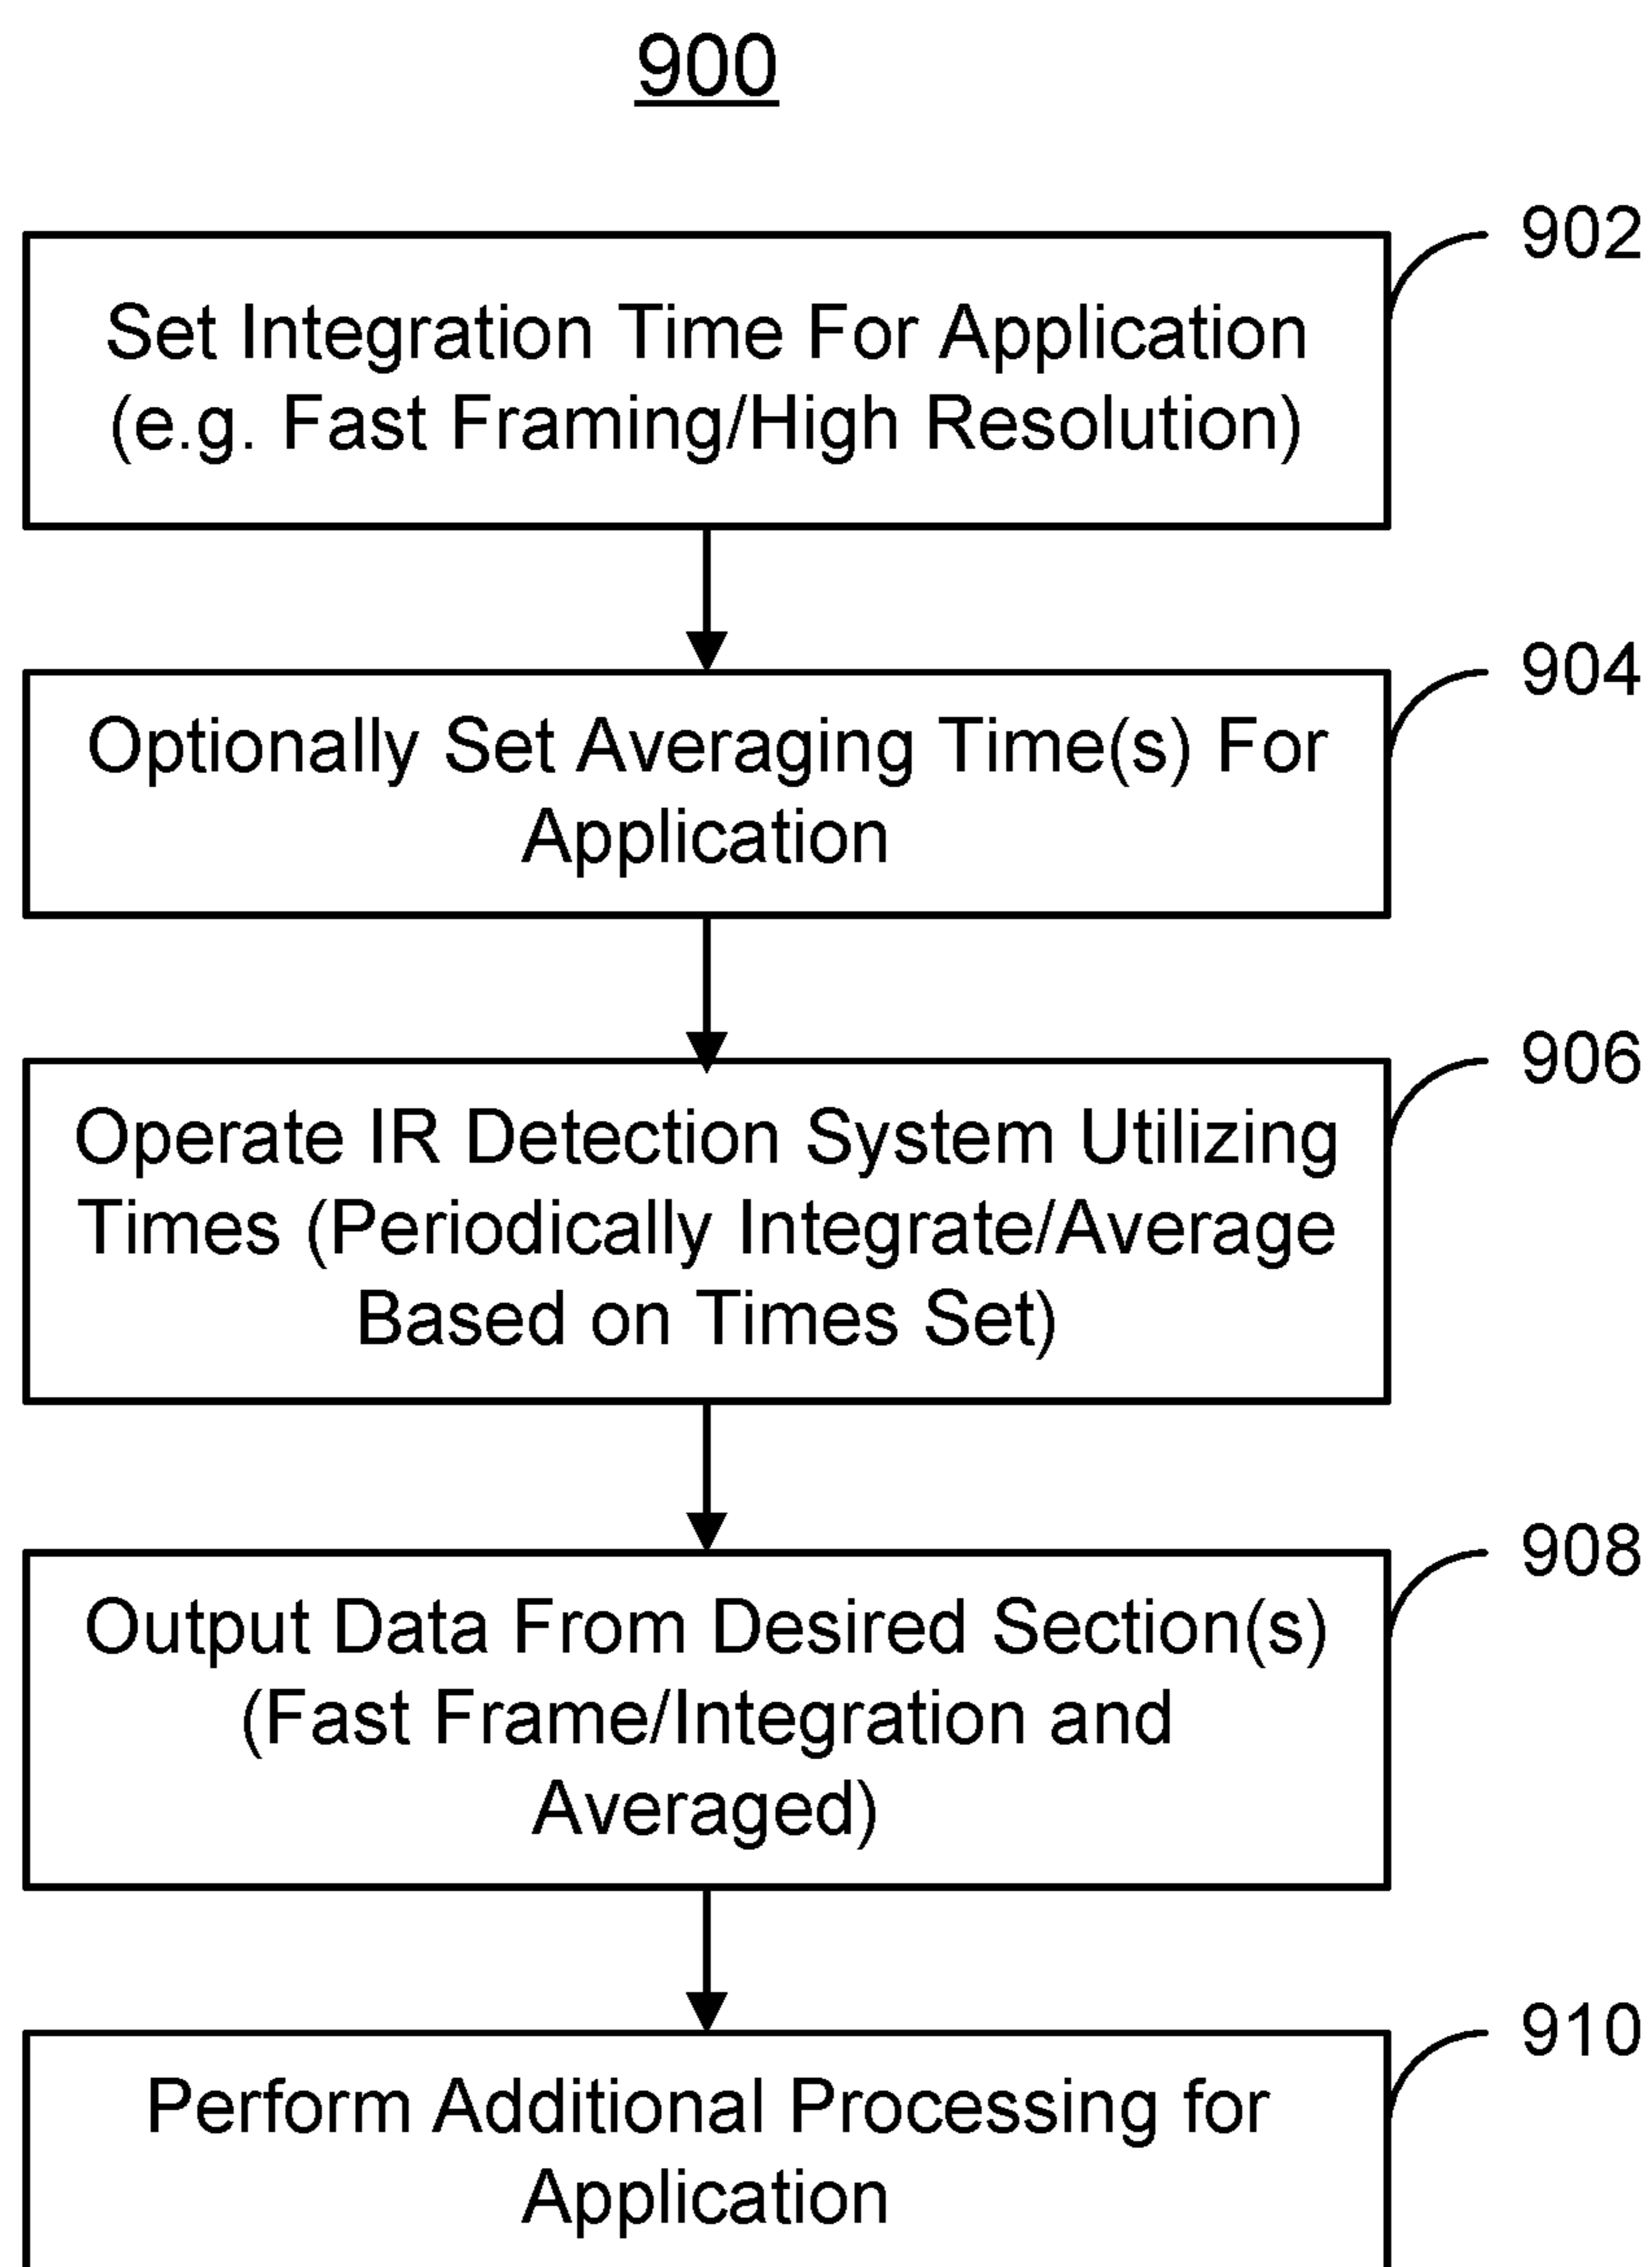 900
902
Set Integration Time For Application
(e.g. Fast Framing/High Resolution)
904
Optionally Set Averaging Time(s) For
Application
906
Operate IR Detection System Utilizing
Times (Periodically Integrate/Average
Based on Times Set)
908
Output Data From Desired Section(s)
(Fast Frame/Integration and
Averaged)
910
Perform Additional Processing for
Application